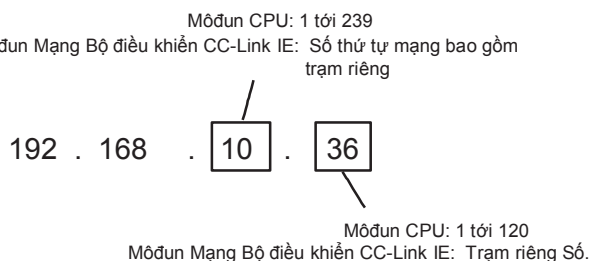 Môđun CPU: 1 tới 239
đun Mạng Bộ điều khiển CC-Link IE: Số thứ tự mạng bao gồm
trạm riêng
192 . 168 . 10 . 36
Môđun CPU: 1 tới 120
Môđun Mạng Bộ điều khiển CC-Link IE: Trạm riêng Số.